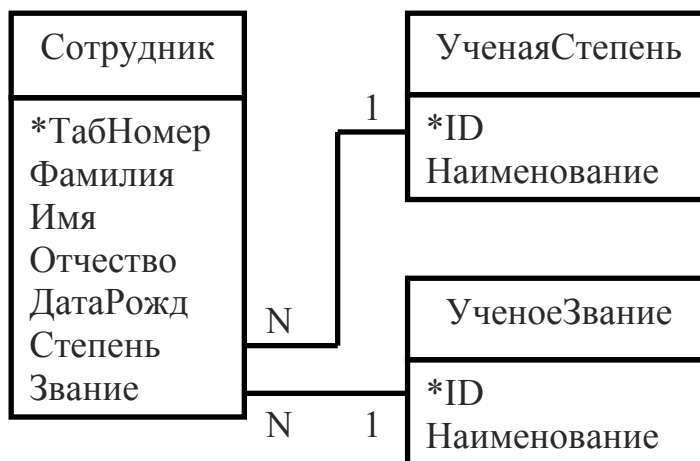 Сотрудник
*ТабНомер
Фамилия
Имя
Отчество
ДатаРожд
Степень
Звание
УченаяСтепень
*ID
Наименование
УченоеЗвание
*ID
Наименование
1
N
N
1